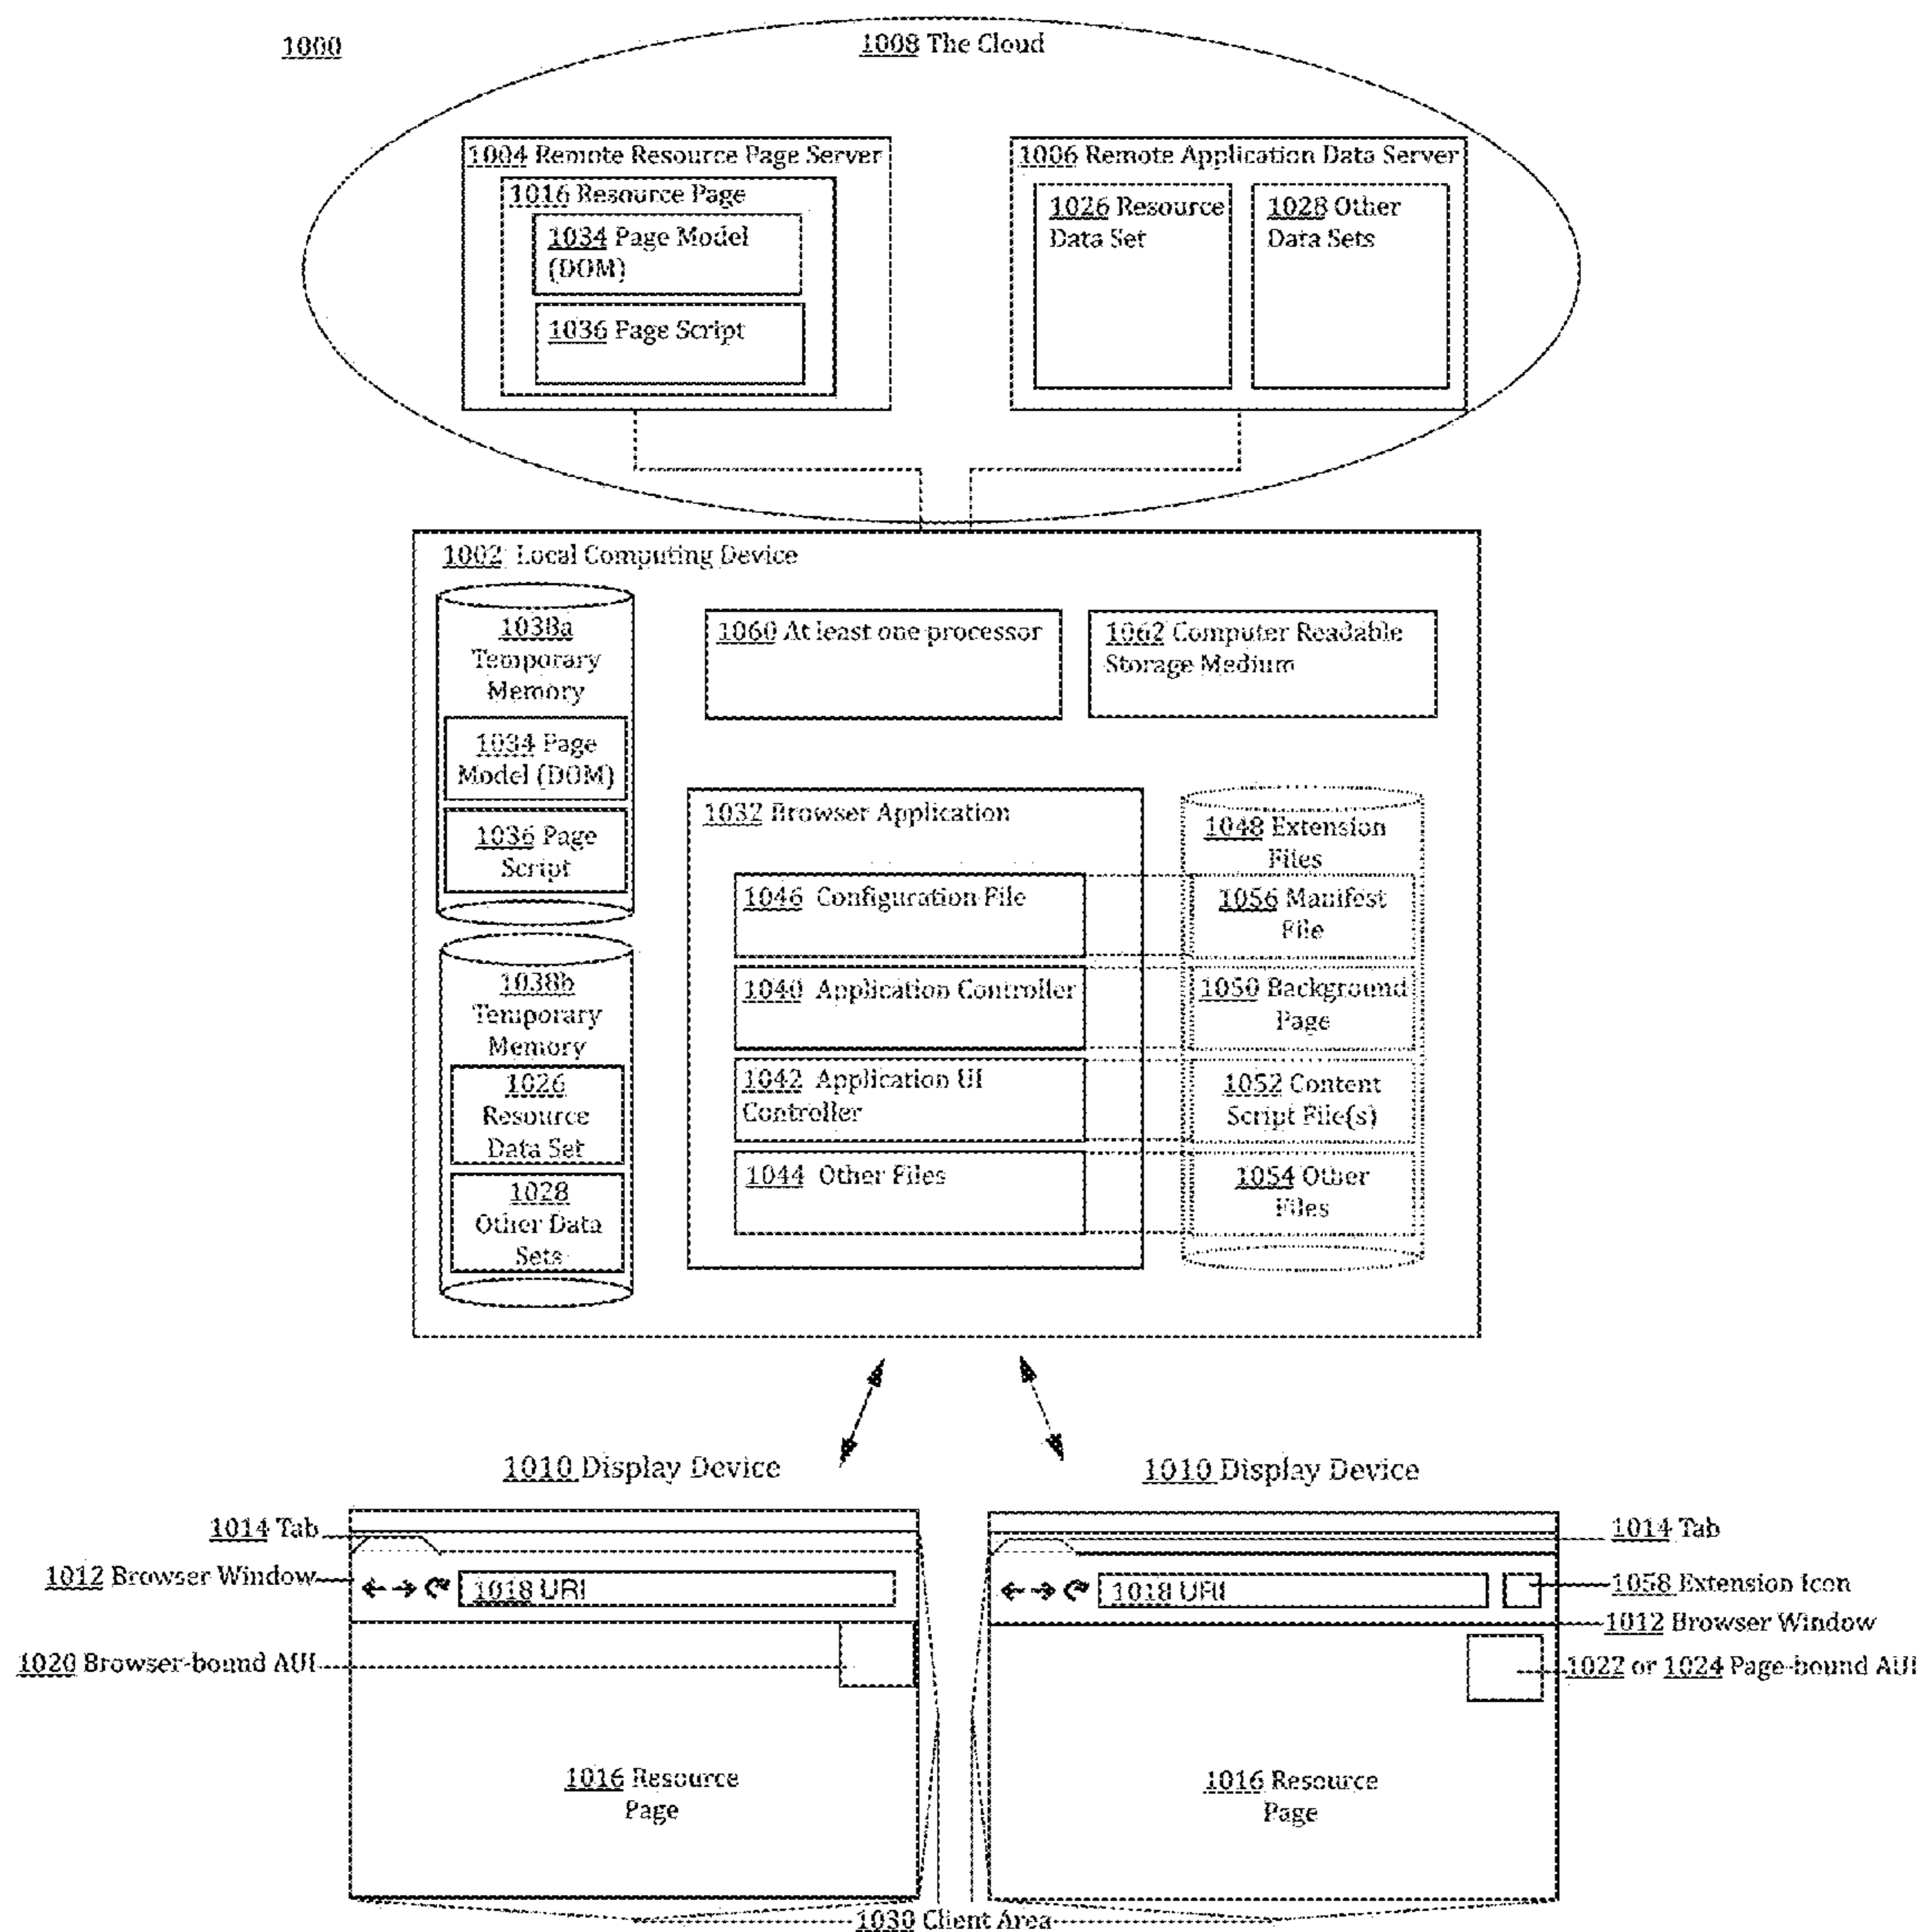 1000
1008 The Cloud
1004 Remote Resource Page Server
1016 Resource Page
1034 Page Model
(DOM)
1036 Page Script
1006 Remote Application Data Server
1026 Resource
Data Set
1028 Other
Data Sets
1002 Local Computing Device
1038a
Temporary
Memory
1034 Page
Model (DOM)
1036 Page
Script
1060 At least one processor
1062 Computer Readable
Storage Medium
1038b
Temporary
Memory
1026
Resource
Data Set
1028
Other Data
Sets
1032 Browser Application
1046 Configuration File
1040 Application Controller
1042 Application UI
Controller
1044 Other Files
1048 Extension
Files
1056 Manifest
File
1050 Background
Page
1052 Content
Script File(s)
1054 Other
Files
1010 Display Device
1014 Tab
1012 Browser Window
1018 URI
1020 Browser-bound AUI
1016 Resource
Page
1010 Display Device
1014 Tab
1018 URI
1058 Extension Icon
1012 Browser Window
1022 or 1024 Page-bound AUI
1016 Resource
Page
1030 Client Area